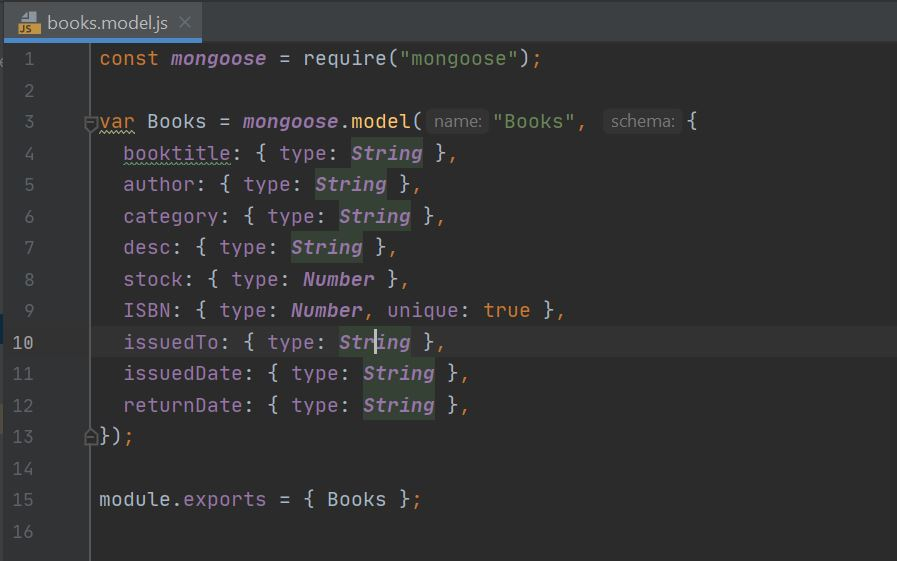 JS books.model.js ×
1 const mongoose = require("mongoose");
2
3 var Books = mongoose.model( name: "Books", schema: {
4 booktitle: { type: String },
5 author: { type: String },
6 category: { type: String },
7 desc: { type: String },
8 stock: { type: Number },
9 ISBN: { type: Number, unique: true },
10 issuedTo: { type: String },
11 issuedDate: { type: String },
12 returnDate: { type: String },
13 });
14
15 module.exports = { Books };
16